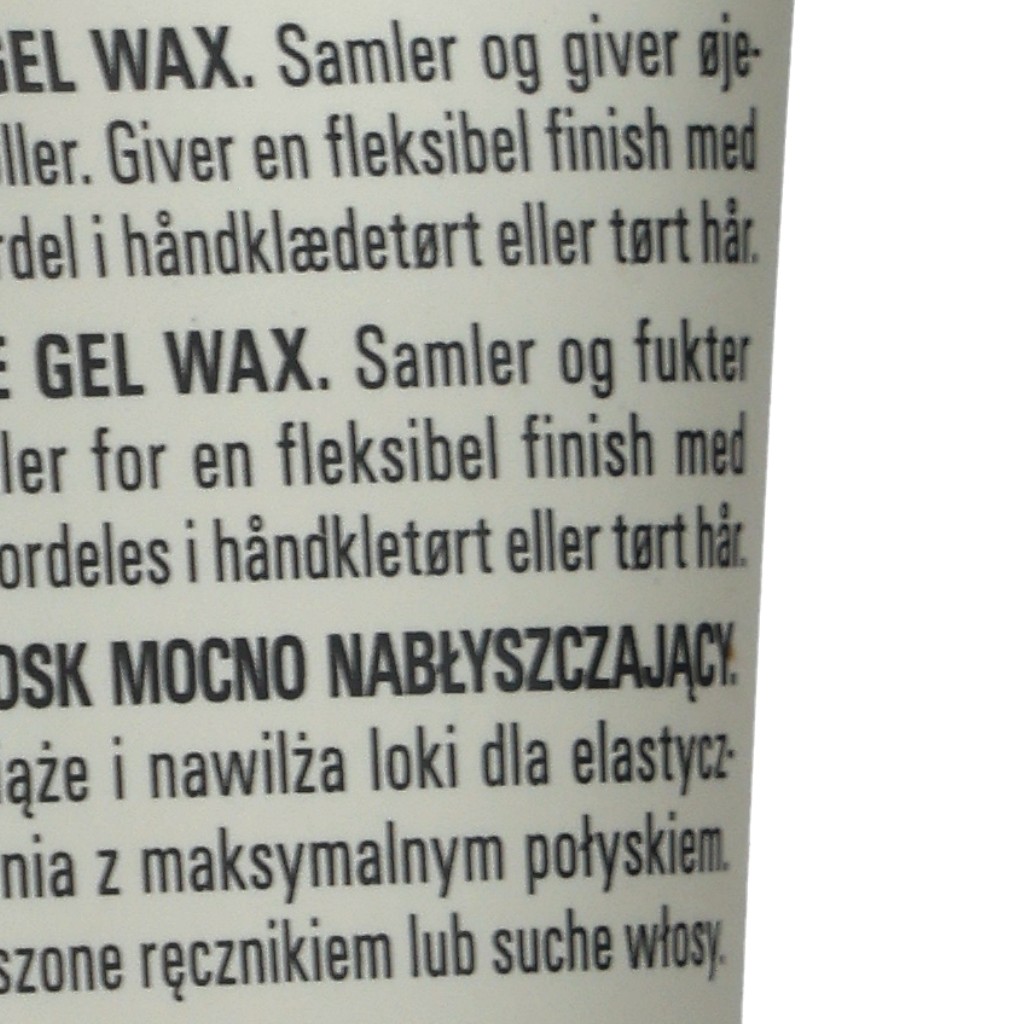 GEL WAX. Samler og giver øje-
ller. Giver en fleksibel finish med
rdel i håndklædetørt eller tørt hår.
E GEL WAX. Samler og fukter
ler for en fleksibel finish med
ordeles i håndkletørt eller tørt hår.
OSK MOCNO NABŁYSZCZAJĄCY.
iąże i nawilża loki dla elastycz-
nia z maksymalnym połyskiem.
szone ręcznikiem lub suche włosy.